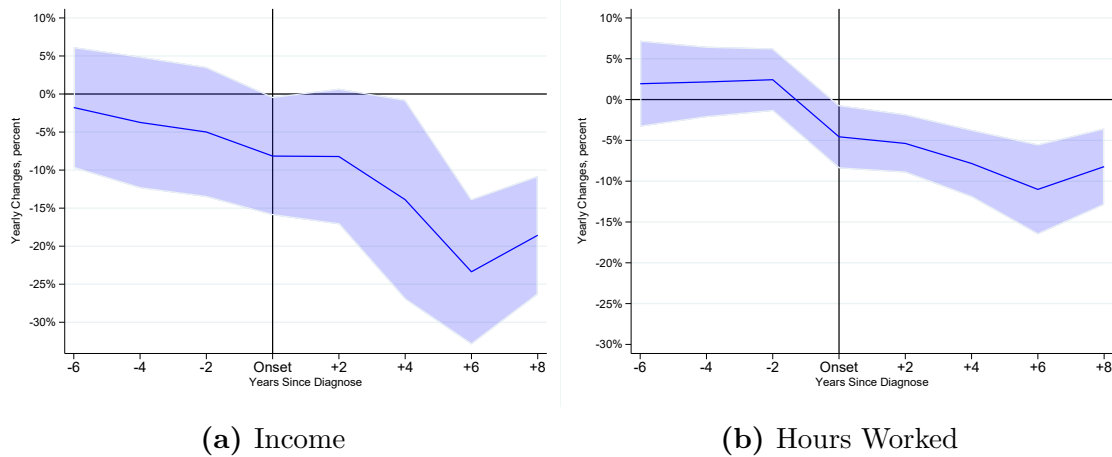 10%
5%
0%
-5%
-10%
-15%
-20%
-25%
-30%
Yearly Changes, percent
-6 -4 -2 Onset +2 +4 +6 +8
Years Since Diagnose
(a) Income
10%
5%
0%
-5%
-10%
-15%
-20%
-25%
-30%
Yearly Changes, percent
-6 -4 -2 Onset +2 +4 +6 +8
Years Since Diagnose
(b) Hours Worked